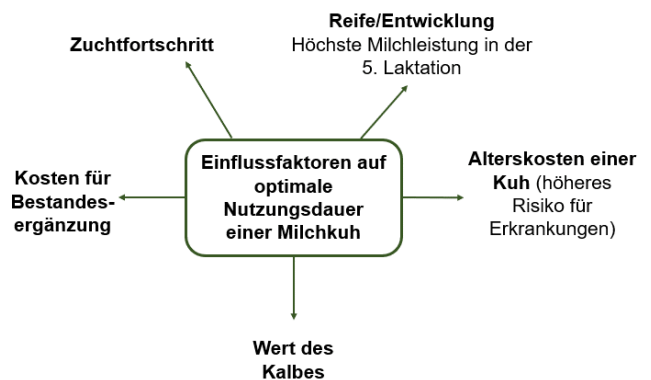 Reife/Entwicklung
Höchste Milchleistung in der
5. Laktation
Zuchtfortschritt
Einflussfaktoren auf
optimale
Nutzungsdauer
einer Milchkuh
Kosten für
Bestandes-
ergänzung
Alterskosten einer
Kuh (höheres
Risiko für
Erkrankungen)
Wert des
Kalbes